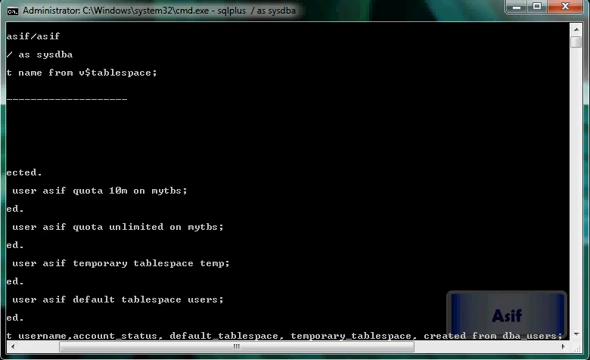 Administrator: C:\Windows\system32\cmd.exe - sqlplus / as sysdba
asif/asif
/ as sysdba
t name from v$tablespace;
--------------------
ected.
user asif quota 10m on mytbs;
ed.
user asif quota unlimited on mytbs;
ed.
user asif temporary tablespace temp;
ed.
user asif default tablespace users;
ed.
Asif
t username,account_status, default_tablespace, temporary_tablespace, created from dba_users;